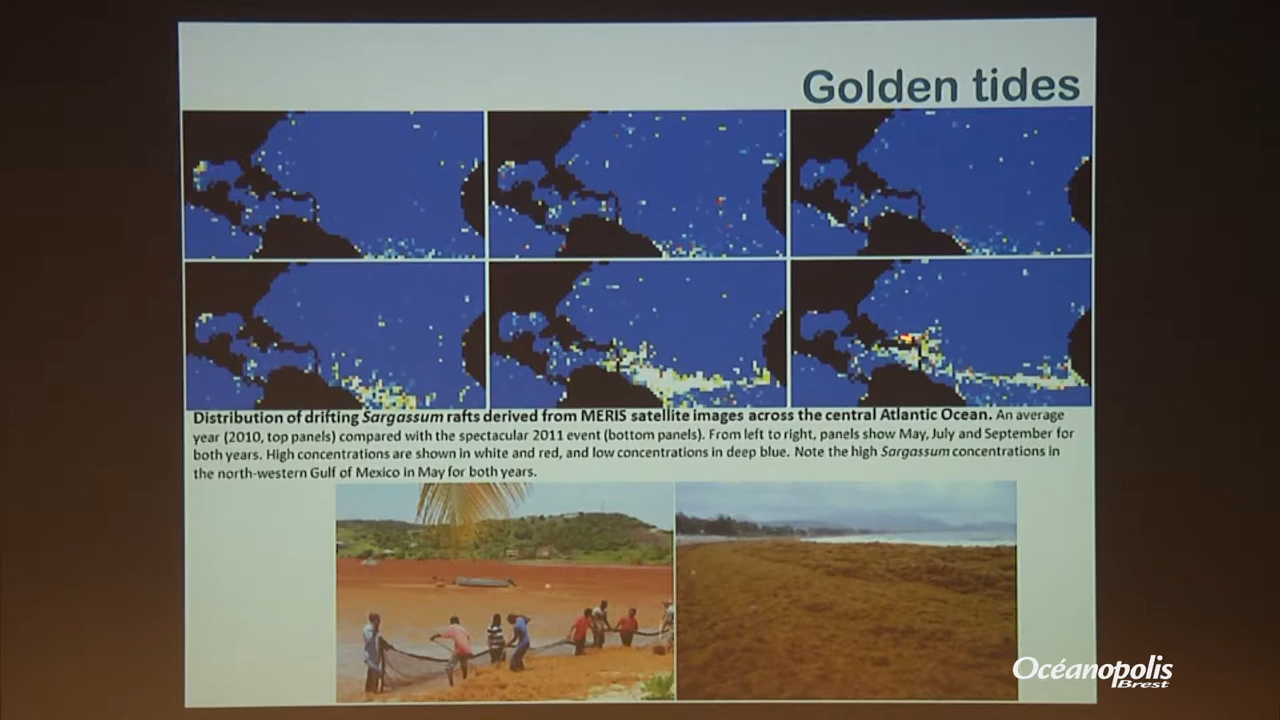 Golden tides
Distribution of drifting Sargassum rafts derived from MERIS satellite images across the central Atlantic Ocean. An average
year (2010, top panels) compared with the spectacular 2011 event (bottom panels). From left to right, panels show May, July and September for
both years. High concentrations are shown in white and red, and low concentrations in deep blue. Note the high Sargassum concentrations in
the north-western Gulf of Mexico in May for both years.
Océanopolis
Brest